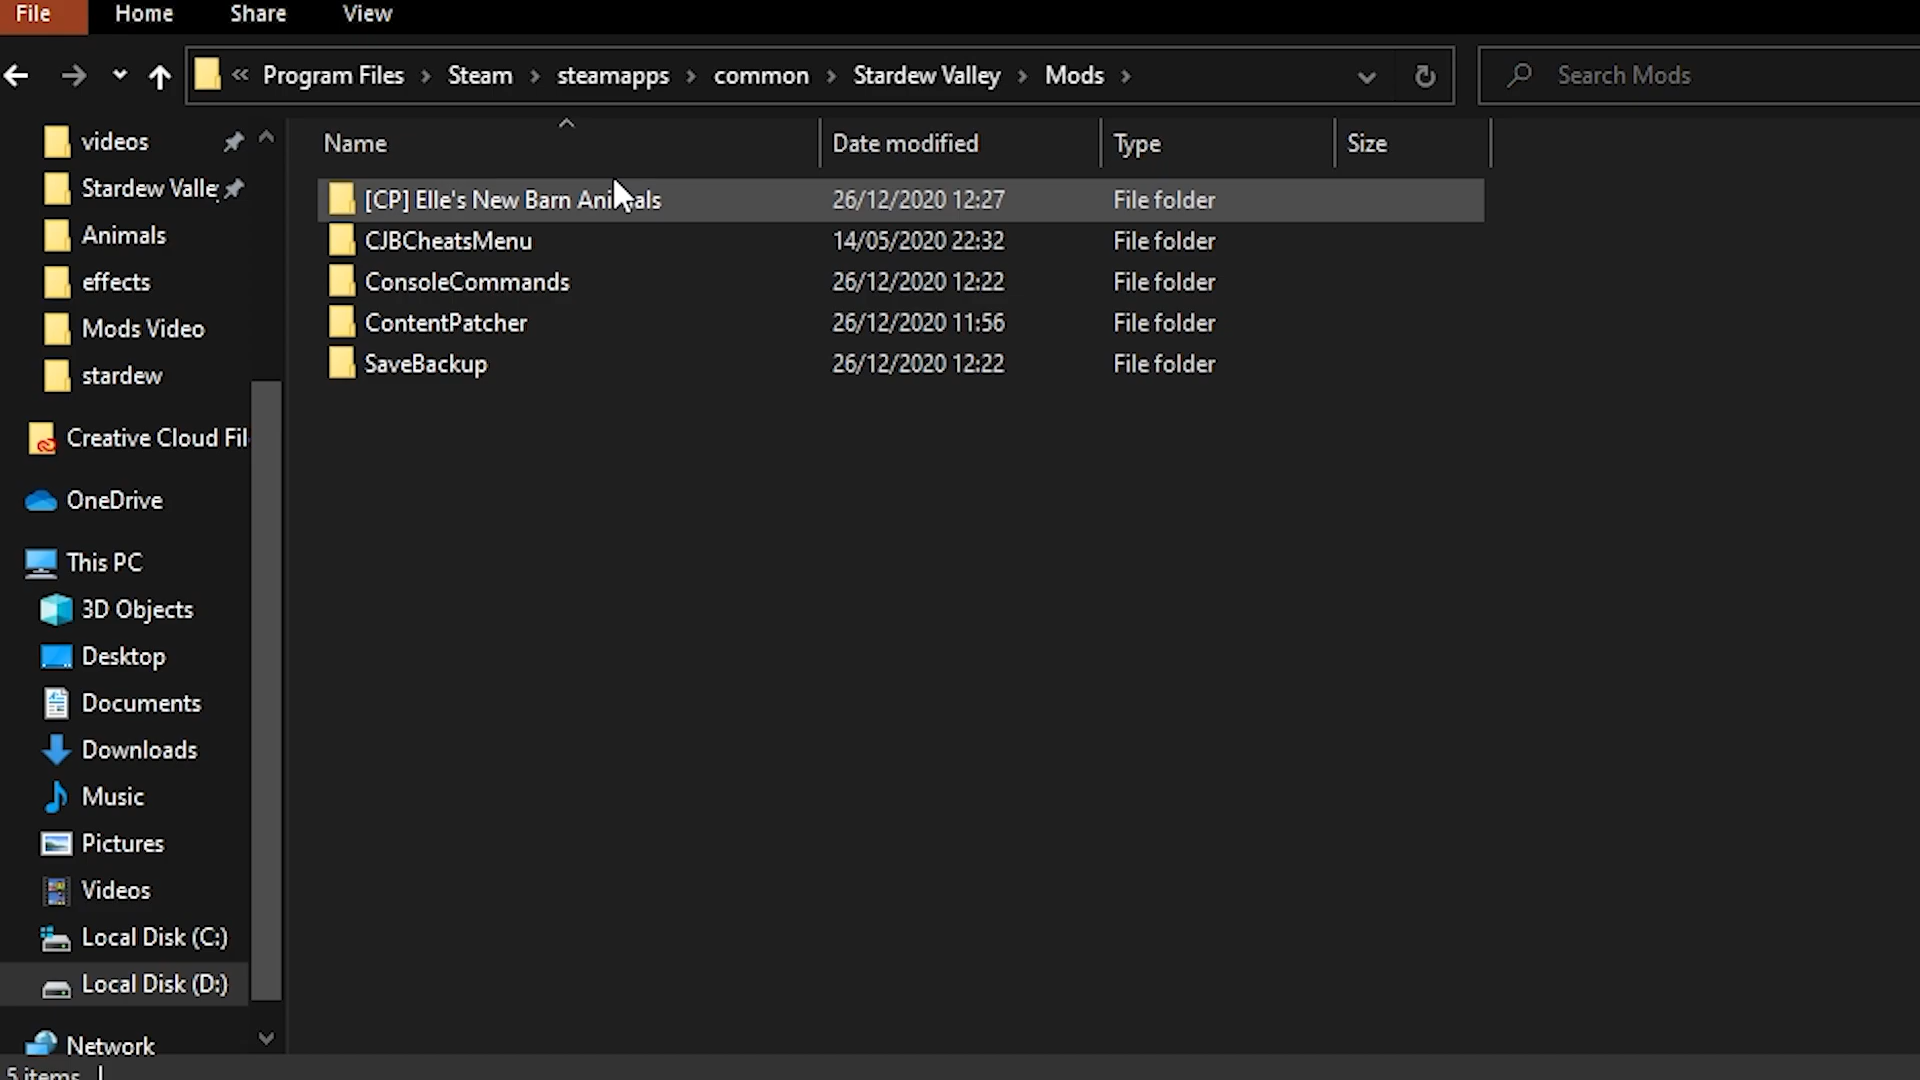 File Home Share View
« Program Files › Steam › steamapps › common › Stardew Valley › Mods › Search Mods
Name Date modified Type Size
[CP] Elle's New Barn Animals 26/12/2020 12:27 File folder
CJBCheatsMenu 14/05/2020 22:32 File folder
ConsoleCommands 26/12/2020 12:22 File folder
ContentPatcher 26/12/2020 11:56 File folder
SaveBackup 26/12/2020 12:22 File folder
videos
Stardew Valle
Animals
effects
Mods Video
stardew
Creative Cloud Fil
OneDrive
This PC
3D Objects
Desktop
Documents
Downloads
Music
Pictures
Videos
Local Disk (C:)
Local Disk (D:)
Network
5 items